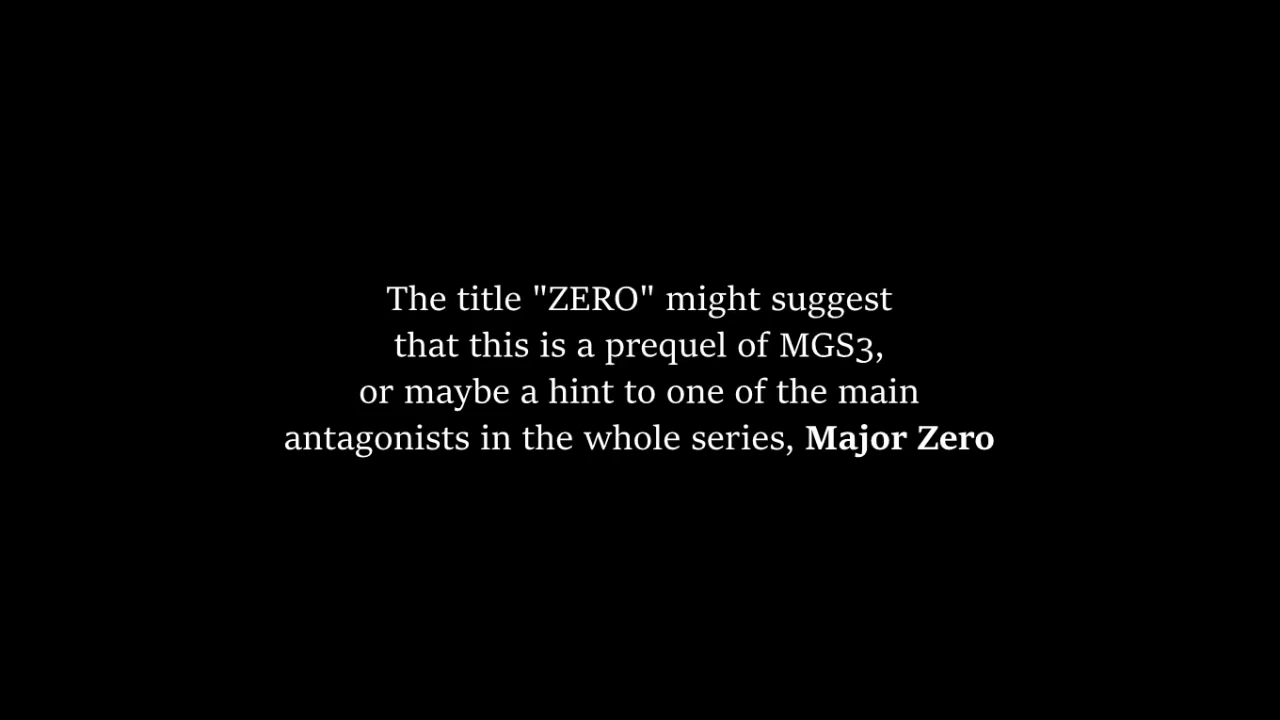 The title "ZERO" might suggest
that this is a prequel of MGS3,
or maybe a hint to one of the main
antagonists in the whole series, Major Zero